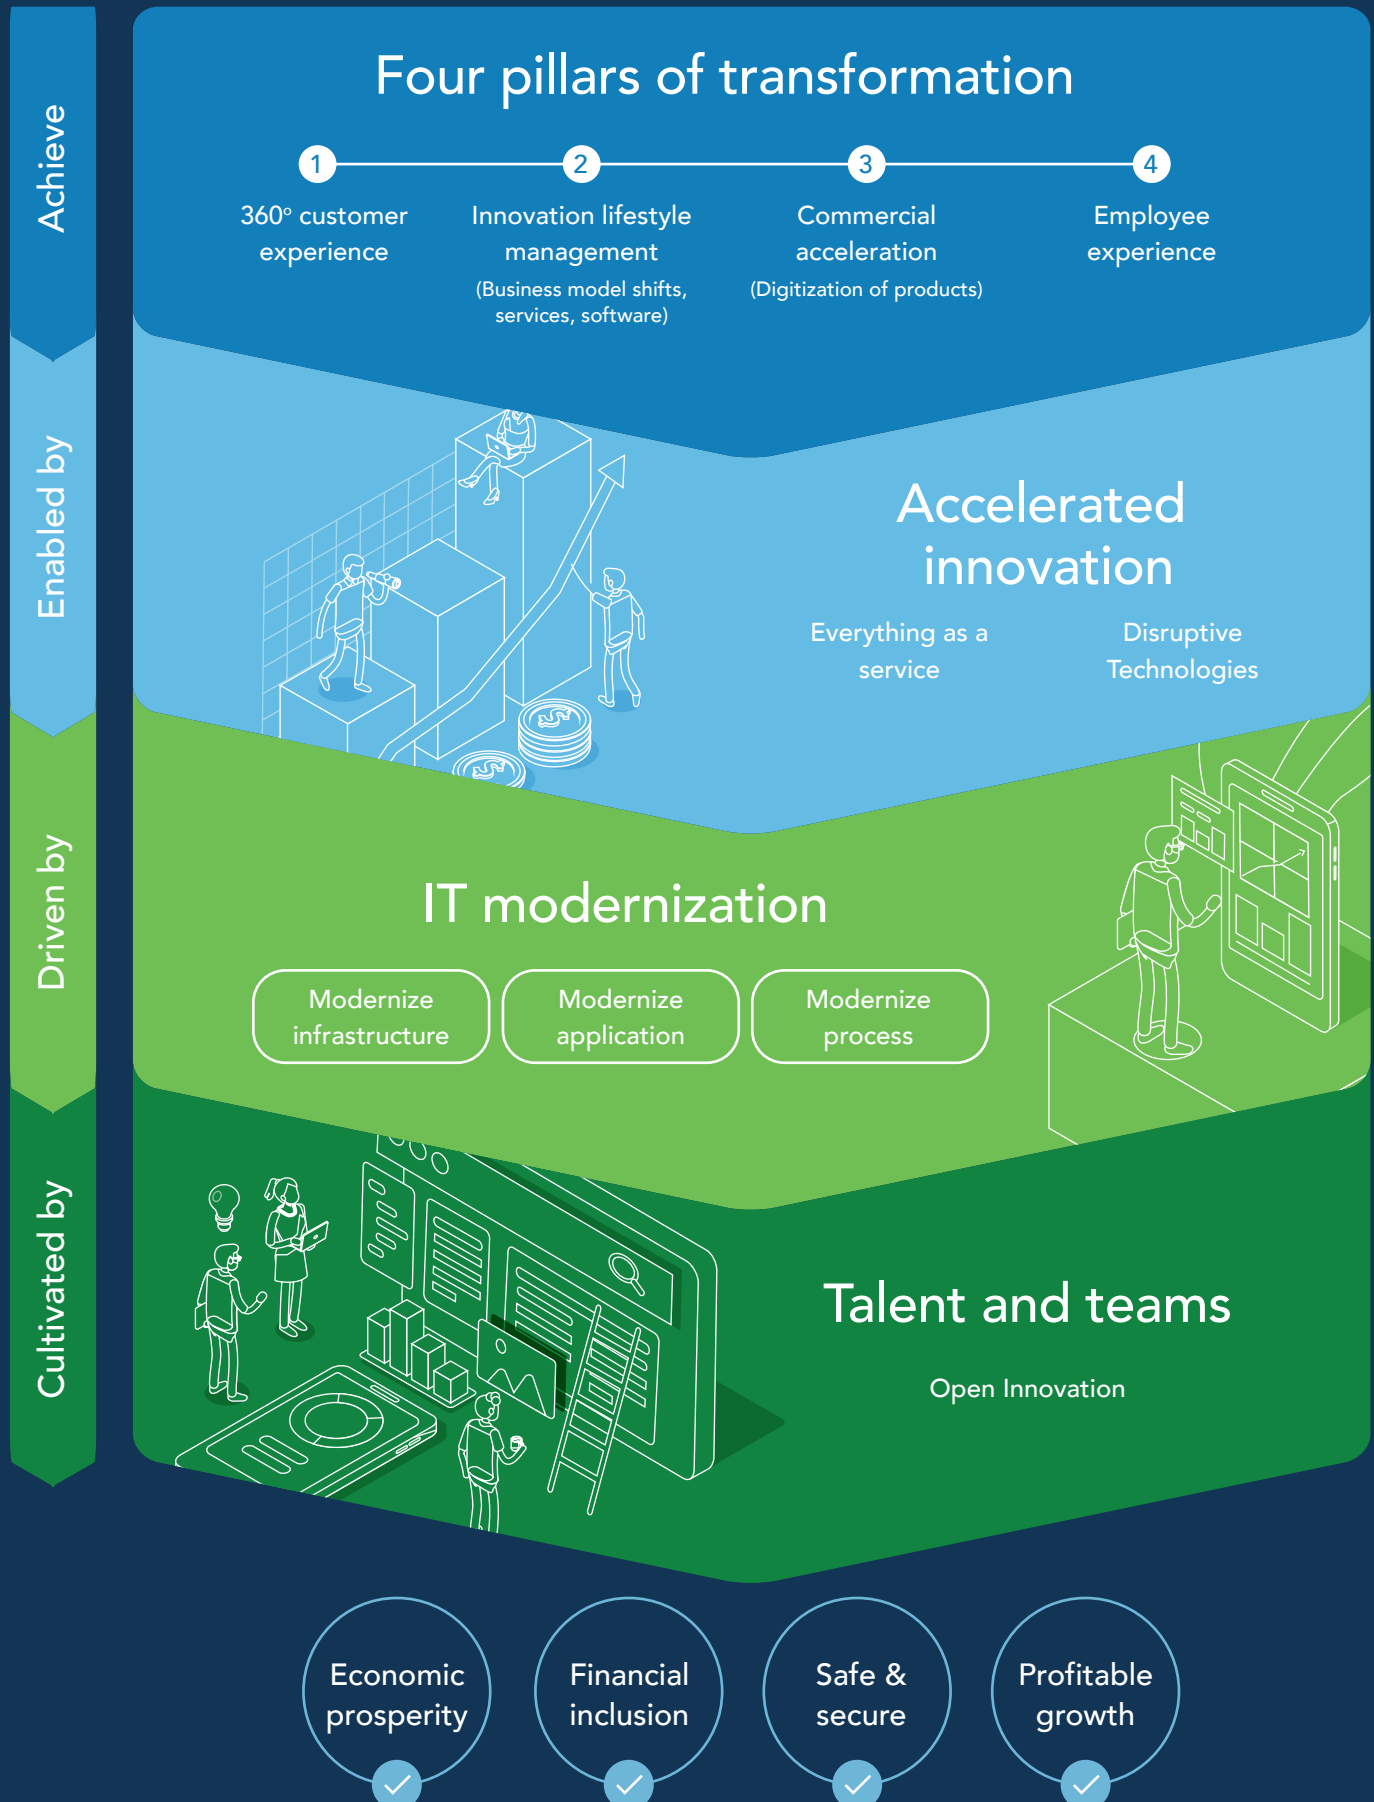 Achieve
Four pillars of transformation
1
2
3
4
360° customer
experience
Innovation lifestyle
management
(Business model shifts,
services, software)
Commercial
acceleration
(Digitization of products)
Employee
experience
Enabled by
Accelerated
innovation
Everything as a
service
Disruptive
Technologies
Driven by
IT modernization
Modernize
infrastructure
Modernize
application
Modernize
process
Cultivated by
Talent and teams
Open Innovation
Economic
prosperity
Financial
inclusion
Safe &
secure
Profitable
growth